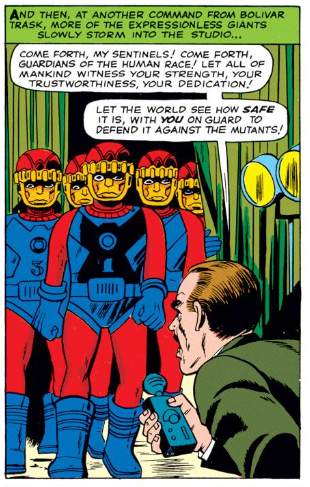 AND THEN, AT ANOTHER COMMAND FROM BOLIVAR
TRASK, MORE OF THE EXPRESSIONLESS GIANTS
SLOWLY STORM INTO THE STUDIO...
COME FORTH, MY SENTINELS! COME FORTH,
GUARDIANS OF THE HUMAN RACE! LET ALL OF
MANKIND WITNESS YOUR STRENGTH, YOUR
TRUSTWORTHINESS, YOUR DEDICATION!
LET THE WORLD SEE HOW SAFE
IT IS, WITH YOU ON GUARD TO
DEFEND IT AGAINST THE MUTANTS!
3
1